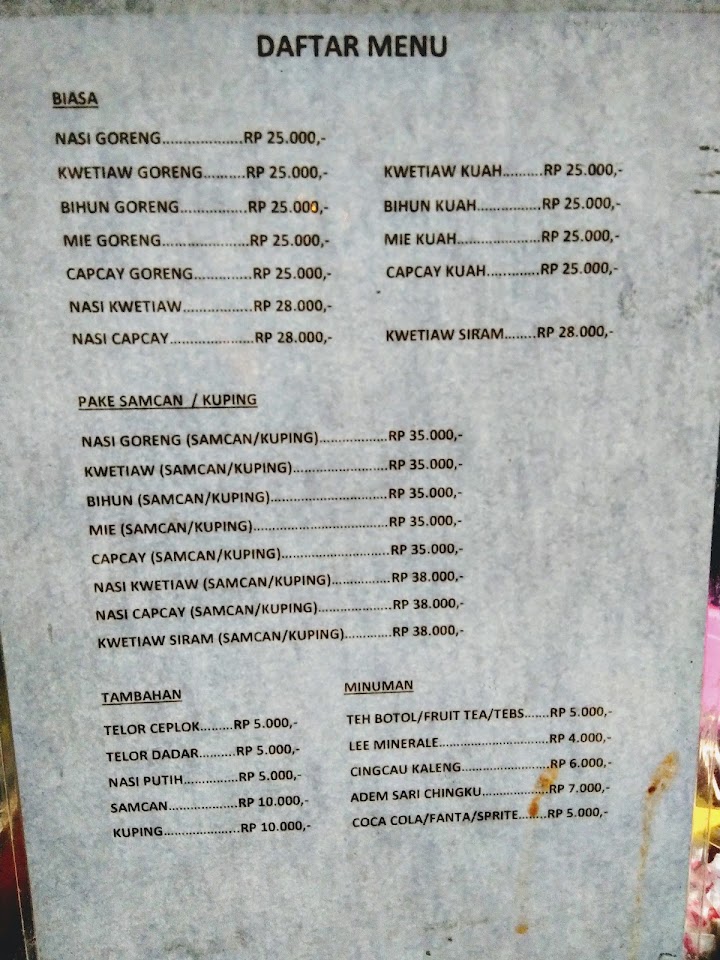 DAFTAR MENU
BIASA
NASI GORENG...................RP 25.000,-
KWETIAW GORENG..........RP 25.000,- KWETIAW KUAH..........RP 25.000,-
BIHUN GORENG................RP 25.000,- BIHUN KUAH...............RP 25.000,-
MIE GORENG.....................RP 25.000,- MIE KUAH....................RP 25.000,-
CAPCAY GORENG..............RP 25.000,- CAPCAY KUAH.............RP 25.000,-
NASI KWETIAW.................RP 28.000,-
NASI CAPCAY....................RP 28.000,- KWETIAW SIRAM........RP 28.000,-
PAKE SAMCAN / KUPING
NASI GORENG (SAMCAN/KUPING)..................RP 35.000,-
KWETIAW (SAMCAN/KUPING).........................RP 35.000,-
BIHUN (SAMCAN/KUPING)...............................RP 35.000,-
MIE (SAMCAN/KUPING)....................................RP 35.000,-
CAPCAY (SAMCAN/KUPING).............................RP 35.000,-
NASI KWETIAW (SAMCAN/KUPING)................RP 38.000,-
NASI CAPCAY (SAMCAN/KUPING)....................RP 38.000,-
KWETIAW SIRAM (SAMCAN/KUPING).............RP 38.000,-
TAMBAHAN
TELOR CEPLOK.........RP 5.000,-
TELOR DADAR..........RP 5.000,-
NASI PUTIH...............RP 5.000,-
SAMCAN....................RP 10.000,-
KUPING......................RP 10.000,-
MINUMAN
TEH BOTOL/FRUIT TEA/TEBS.......RP 5.000,-
LEE MINERALE...............................RP 4.000,-
CINGCAU KALENG.........................RP 6.000,-
ADEM SARI CHINGKU...................RP 7.000,-
COCA COLA/FANTA/SPRITE........RP 5.000,-